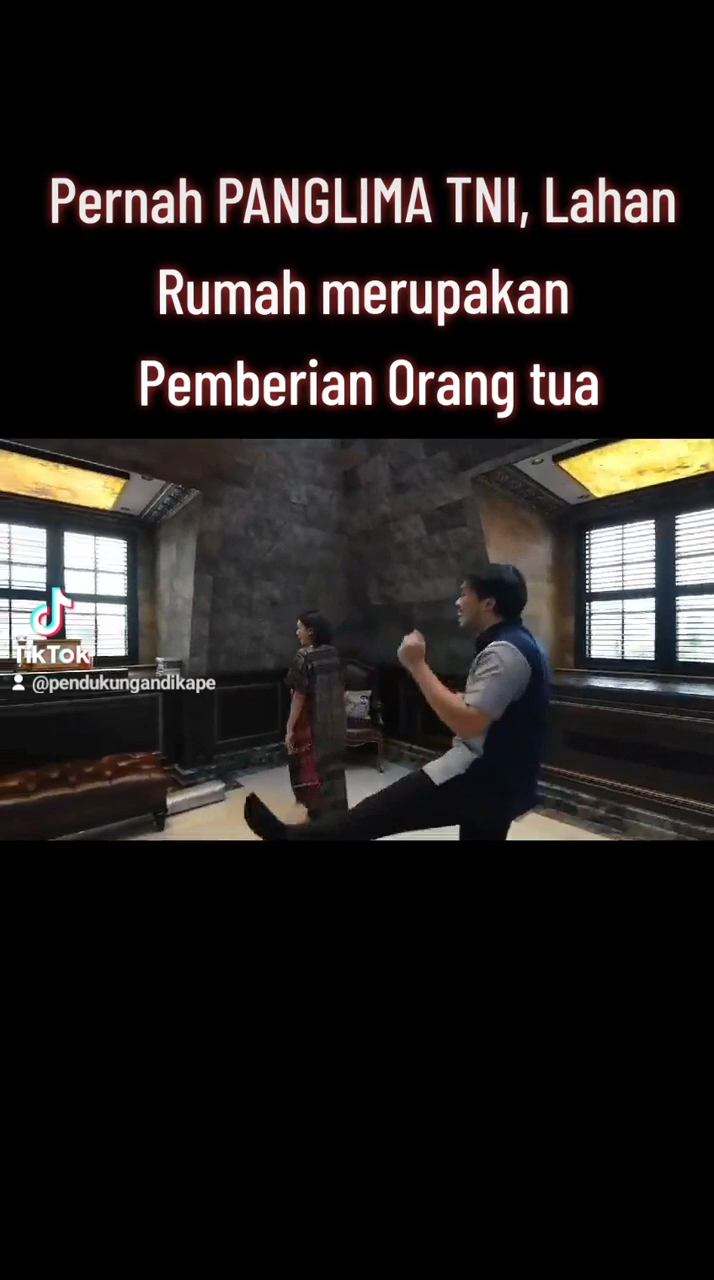 Pernah PANGLIMA TNI, Lahan
Rumah merupakan
Pemberian Orang tua
TikTok
@pendukungandikape